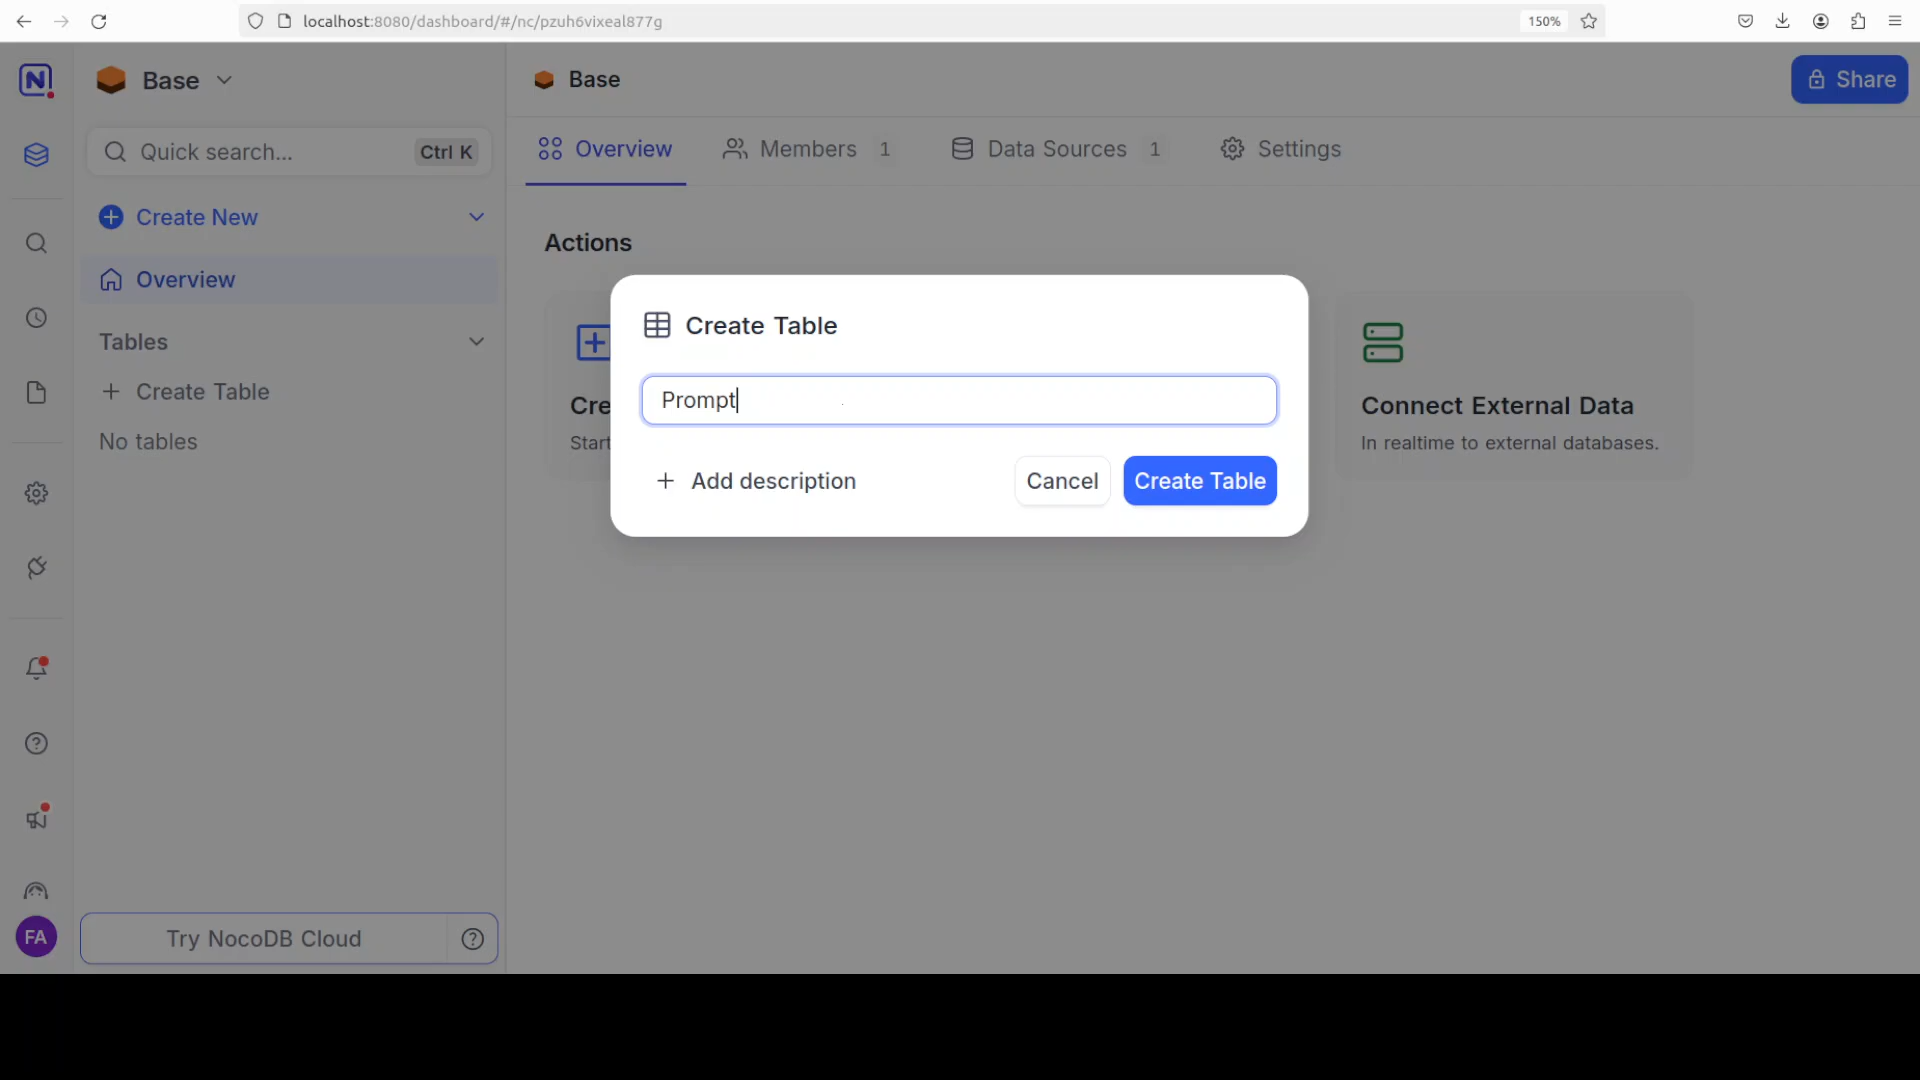 localhost:8080/dashboard/#/nc/pzuh6vixeal877g
150%
N
Base
Base
Share
Quick search...
Ctrl K
Overview
Members 1
Data Sources 1
Settings
Create New
Actions
Overview
Create Table
Tables
Prompt
Create Table
Cre
Connect External Data
No tables
Start
In realtime to external databases.
Add description
Cancel
Create Table
FA
Try NocoDB Cloud